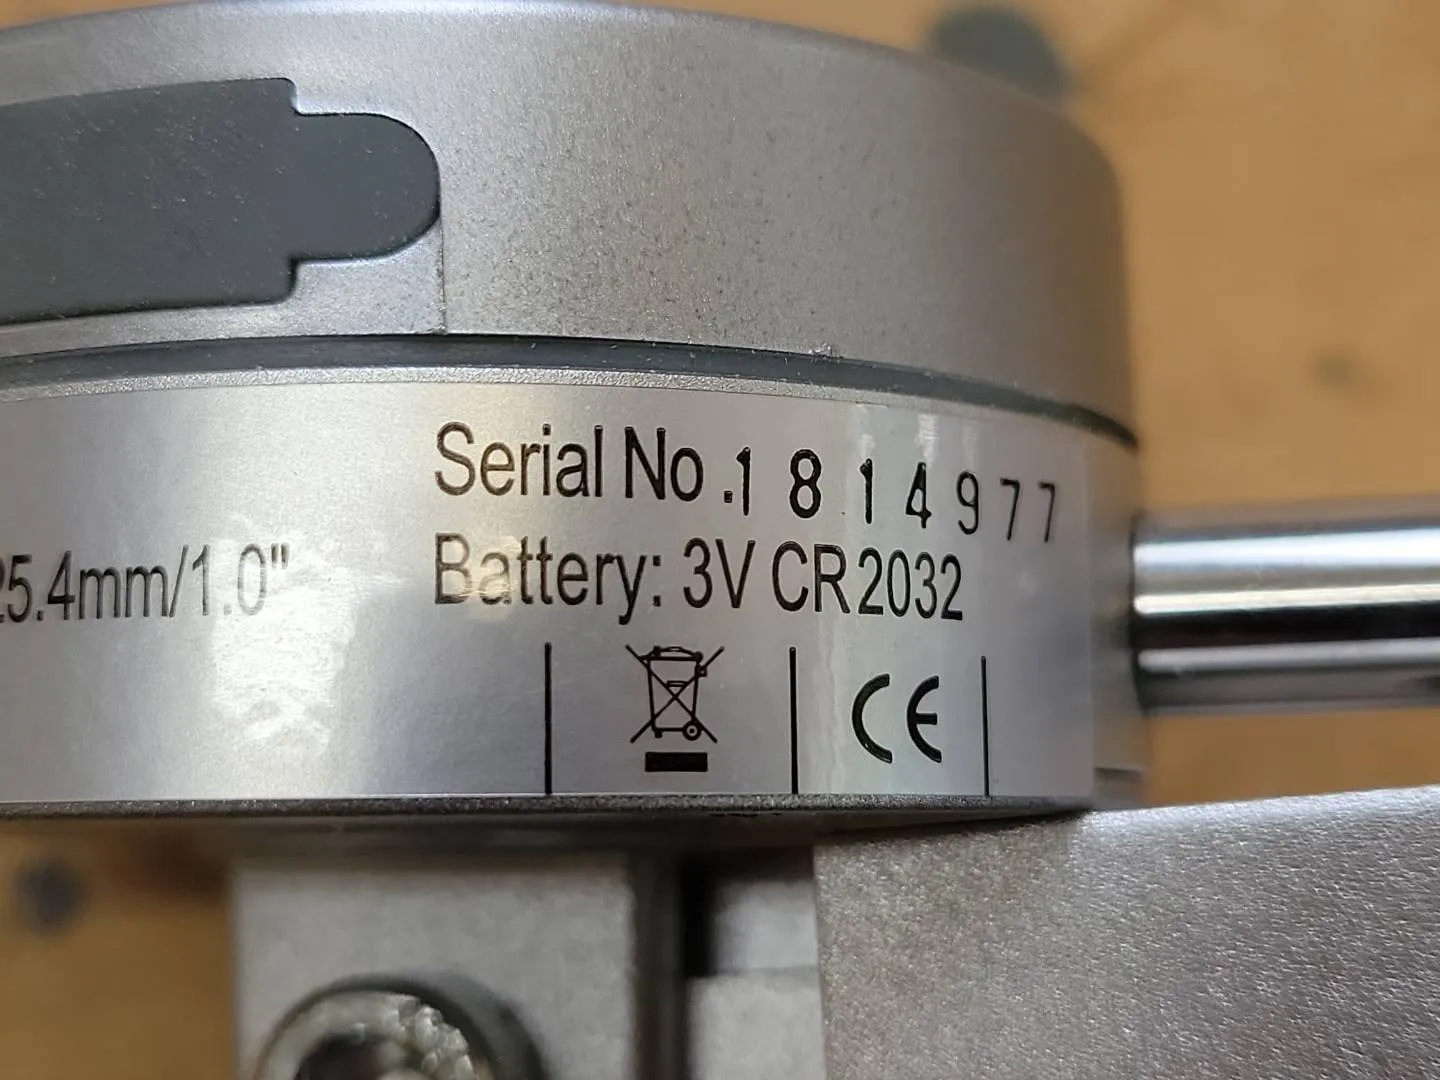 Serial No.1814977
25.4mm/1.0" Battery: 3V CR2032
CE